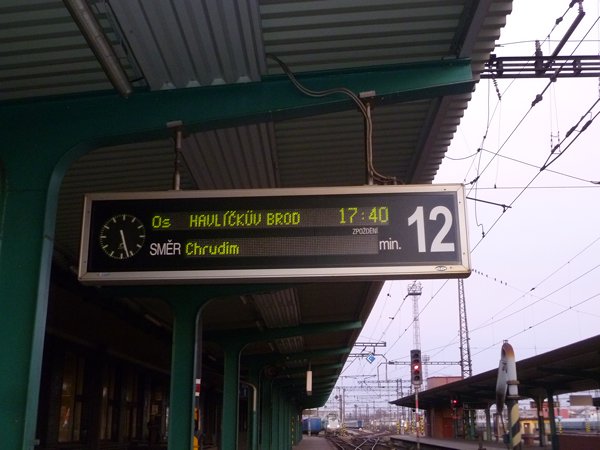 Os HAVLÍČKŮV BROD 17:40 12
ZPOŽDĚNÍ
SMĚR Chrudim min.